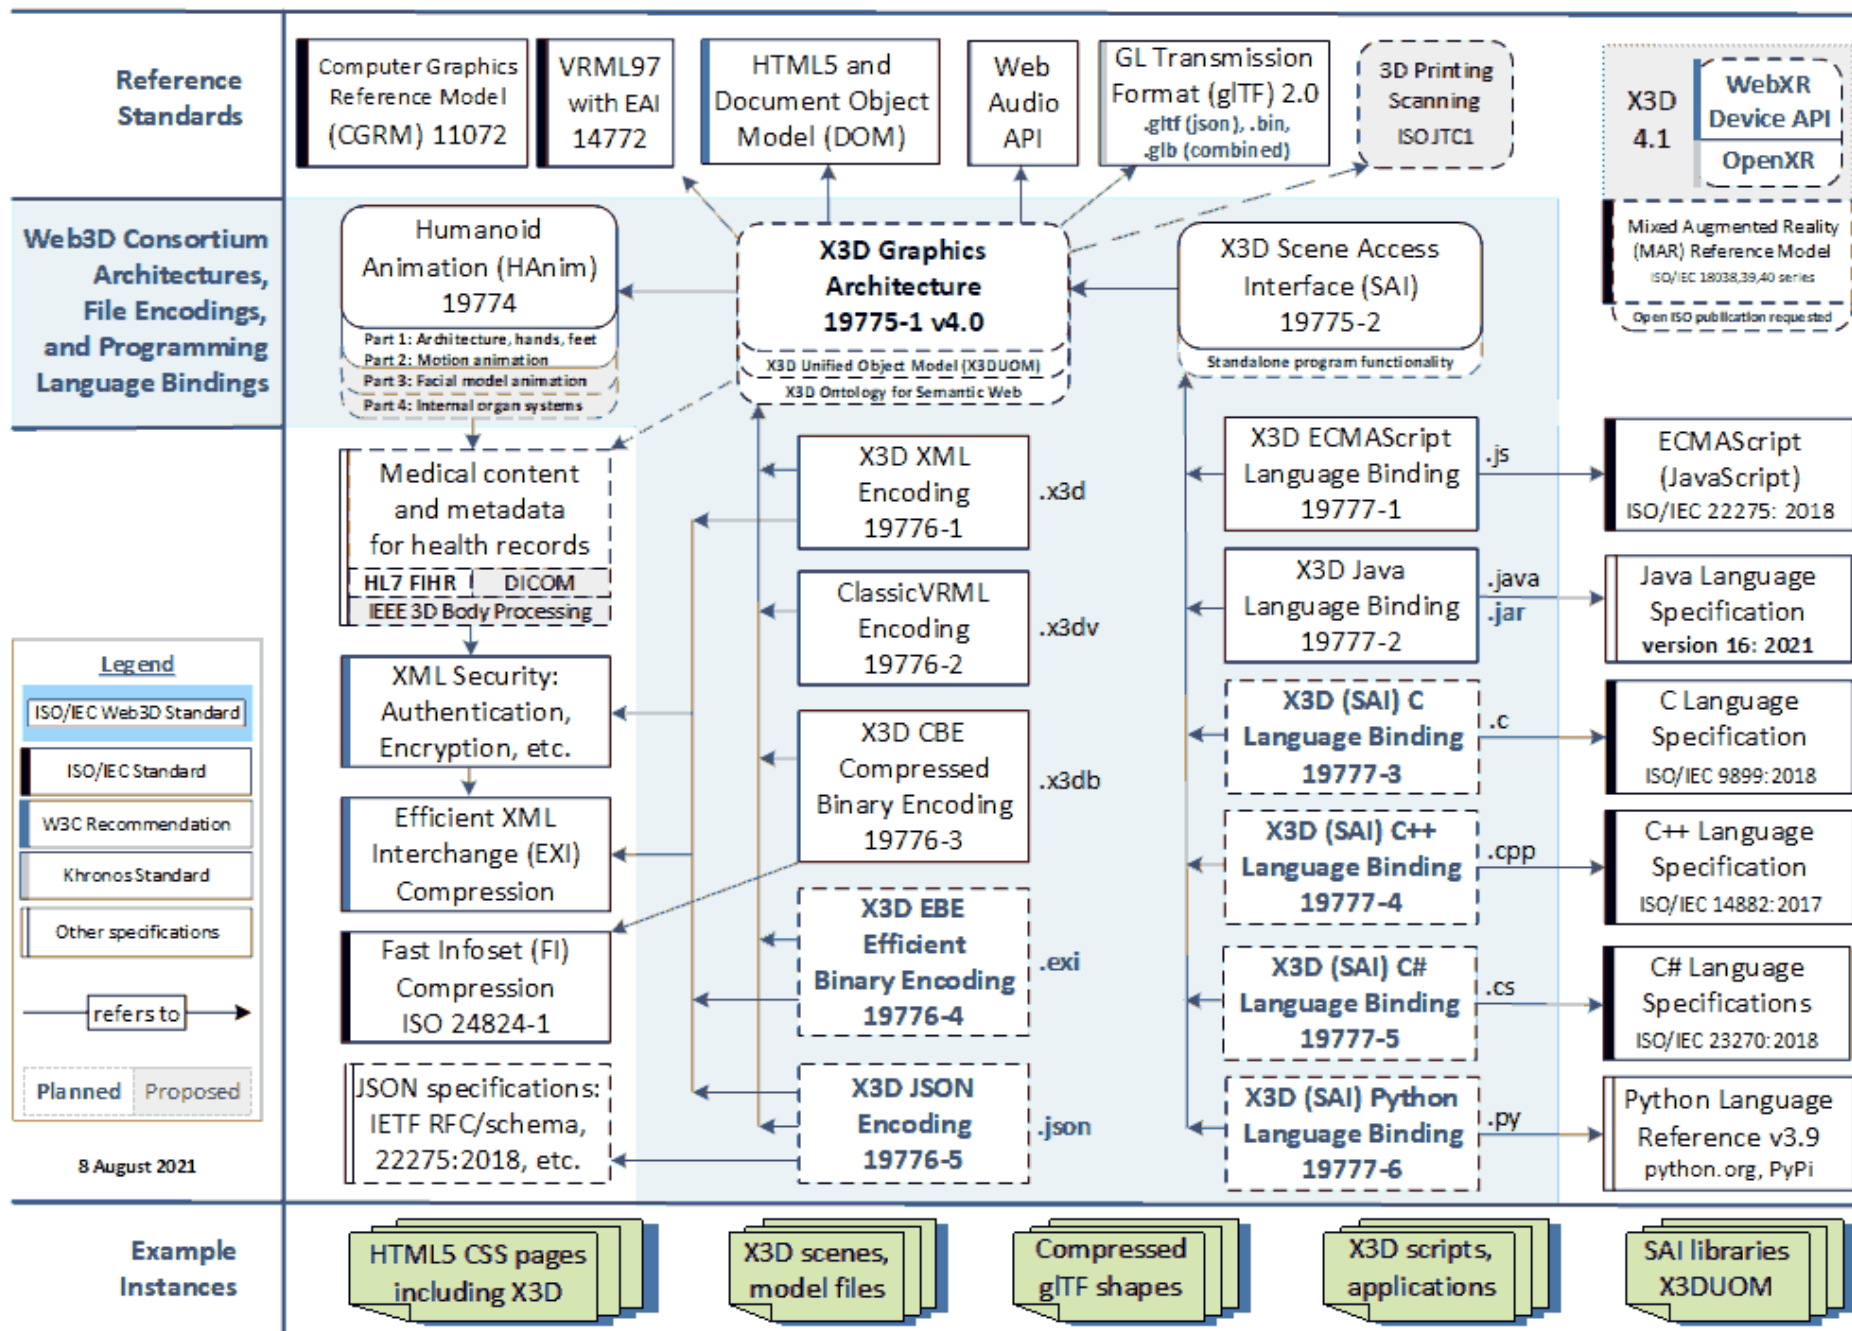 Reference
Standards
Computer Graphics
Reference Model
(CGRM) 11072
VRML97
with EAI
14772
HTML5 and
Document Object
Model (DOM)
Web
Audio
API
GL Transmission
Format (glTF) 2.0
.gltf (json), .bin,
.glb (combined)
3D Printing
Scanning
ISO JTC1
X3D
4.1
WebXR
Device API
OpenXR
Mixed Augmented Reality
(MAR) Reference Model
ISO/IEC 18038,39,40 series
Open ISO publication requested
Web3D Consortium
Architectures,
File Encodings,
and Programming
Language Bindings
Humanoid
Animation (HAnim)
19774
Part 1: Architecture, hands, feet
Part 2: Motion animation
Part 3: Facial model animation
Part 4: Internal organ systems
X3D Graphics
Architecture
19775-1 v4.0
X3D Unified Object Model (X3DUOM)
X3D Ontology for Semantic Web
X3D Scene Access
Interface (SAI)
19775-2
Standalone program functionality
Medical content
and metadata
for health records
HL7 FIHR
DICOM
IEEE 3D Body Processing
XML Security:
Authentication,
Encryption, etc.
Efficient XML
Interchange (EXI)
Compression
Fast Infoset (FI)
Compression
ISO 24824-1
JSON specifications:
IETF RFC/schema,
22275:2018, etc.
X3D XML
Encoding
19776-1
.x3d
ClassicVRML
Encoding
19776-2
.x3dv
X3D CBE
Compressed
Binary Encoding
19776-3
.x3db
X3D EBE
Efficient
Binary Encoding
19776-4
.exi
X3D JSON
Encoding
19776-5
.json
X3D ECMAScript
Language Binding
19777-1
.js
X3D Java
Language Binding
19777-2
.java
.jar
X3D (SAI) C
Language Binding
19777-3
.c
X3D (SAI) C++
Language Binding
19777-4
.cpp
X3D (SAI) C#
Language Binding
19777-5
.cs
X3D (SAI) Python
Language Binding
19777-6
.py
ECMAScript
(JavaScript)
ISO/IEC 22275: 2018
Java Language
Specification
version 16: 2021
C Language
Specification
ISO/IEC 9899:2018
C++ Language
Specification
ISO/IEC 14882:2017
C# Language
Specifications
ISO/IEC 23270:2018
Python Language
Reference v3.9
python.org, PyPi
Legend
ISO/IEC Web3D Standard
ISO/IEC Standard
W3C Recommendation
Khronos Standard
Other specifications
refers to
Planned
Proposed
8 August 2021
Example
Instances
HTML5 CSS pages
including X3D
X3D scenes,
model files
Compressed
glTF shapes
X3D scripts,
applications
SAI libraries
X3DUOM